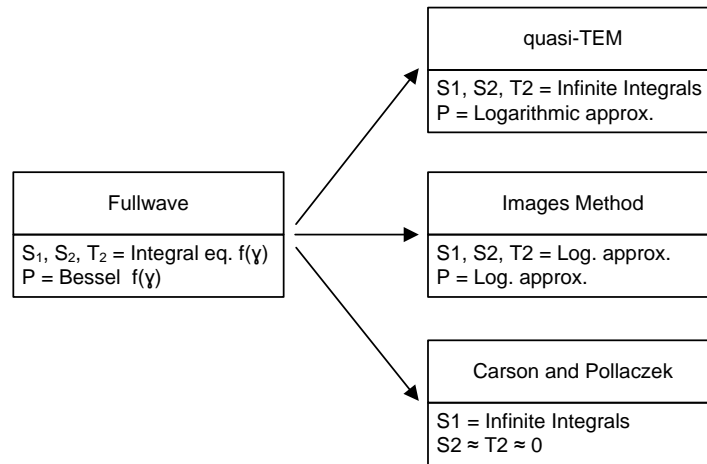 quasi-TEM
S1, S2, T2 = Infinite Integrals
P = Logarithmic approx.
Fullwave
S₁, S₂, T₂ = Integral eq. f(ɣ)
P = Bessel f(ɣ)
Images Method
S1, S2, T2 = Log. approx.
P = Log. approx.
Carson and Pollaczek
S1 = Infinite Integrals
S2 ≈ T2 ≈ 0